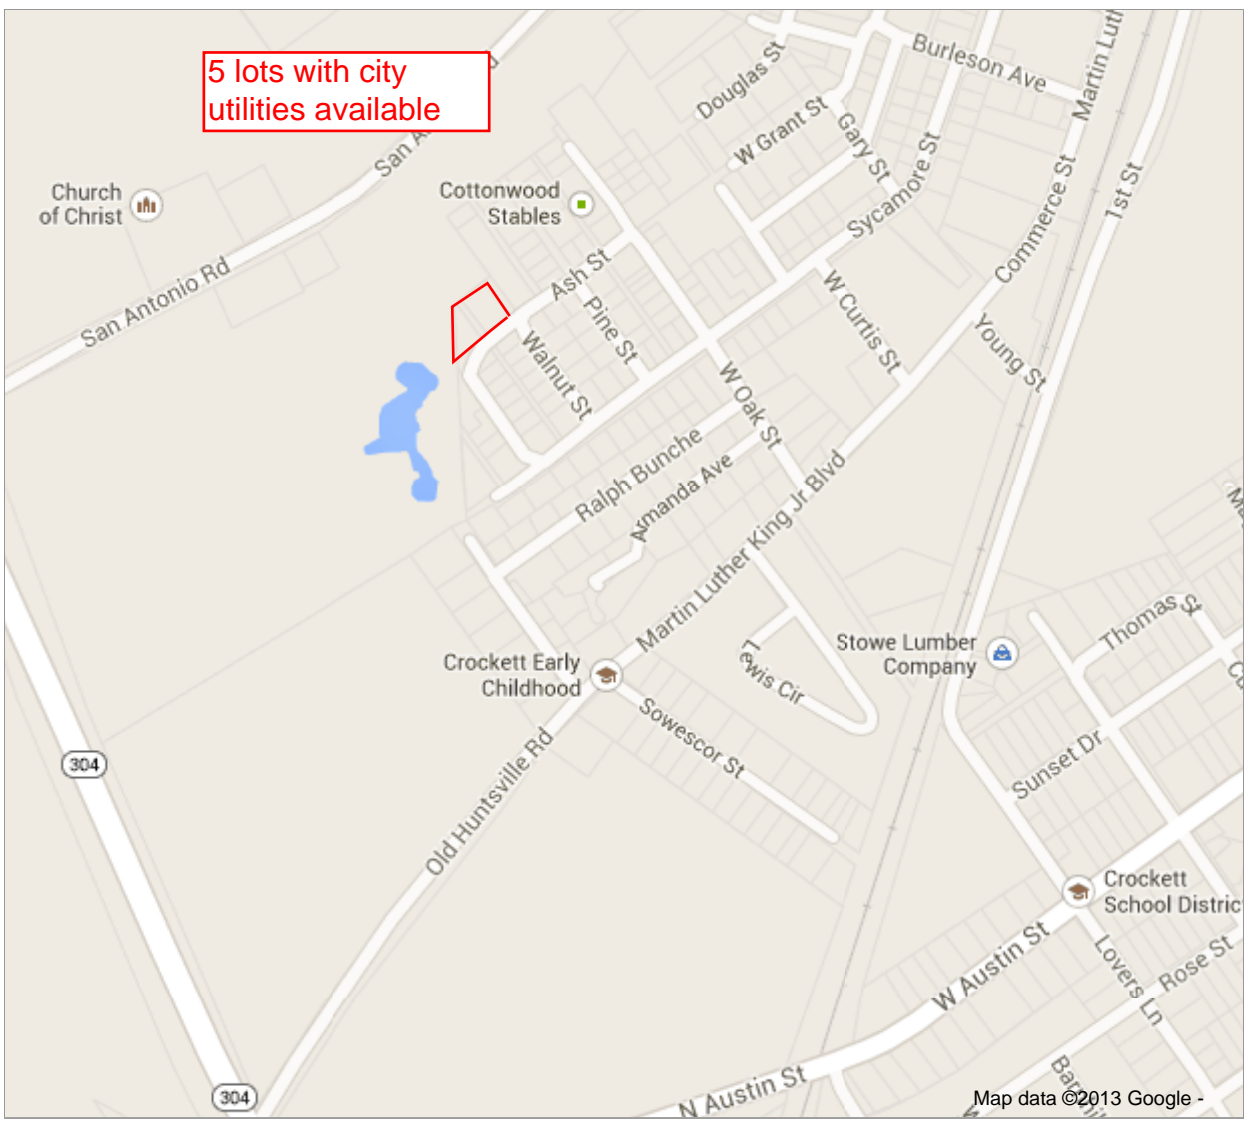 5 lots with city
utilities available
Burleson Ave
Martin Lut
Douglas St
W Grant St
Gary St
San A
d
Church
of Christ
Cottonwood
Stables
Sycamore St
Commerce St
1st St
San Antonio Rd
Ash St
Pine St
Walnut St
W Curtis St
Young St
W Oak St
Ralph Bunche
Amanda Ave
Martin Luther King Jr Blvd
Thomas St
Stowe Lumber
Company
Lewis Cir
Crockett Early
Childhood
Sowescor St
Sunset Dr
304
Old Huntsville Rd
Crockett
School Distric
W Austin St
Lovers Ln
Rose St
304
N Austin St
Map data ©2013 Google -